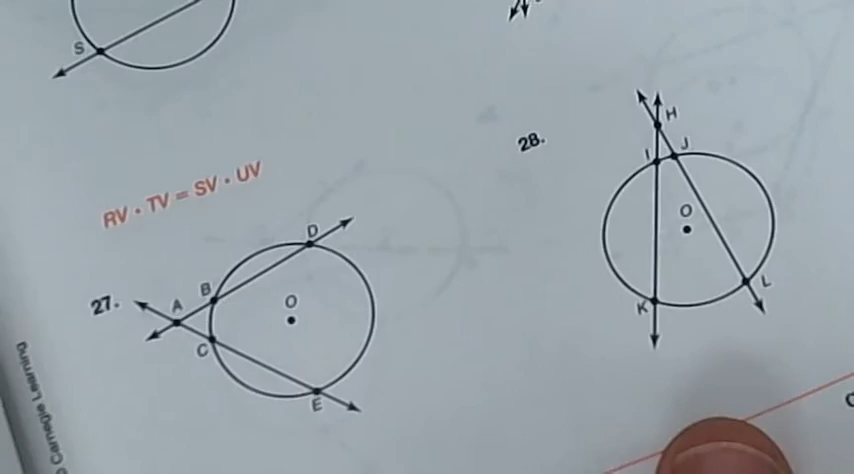 S
RV • TV = SV • UV
27.
A
B
C
D
E
O
28.
H
I
J
K
L
O
Carnegie Learning